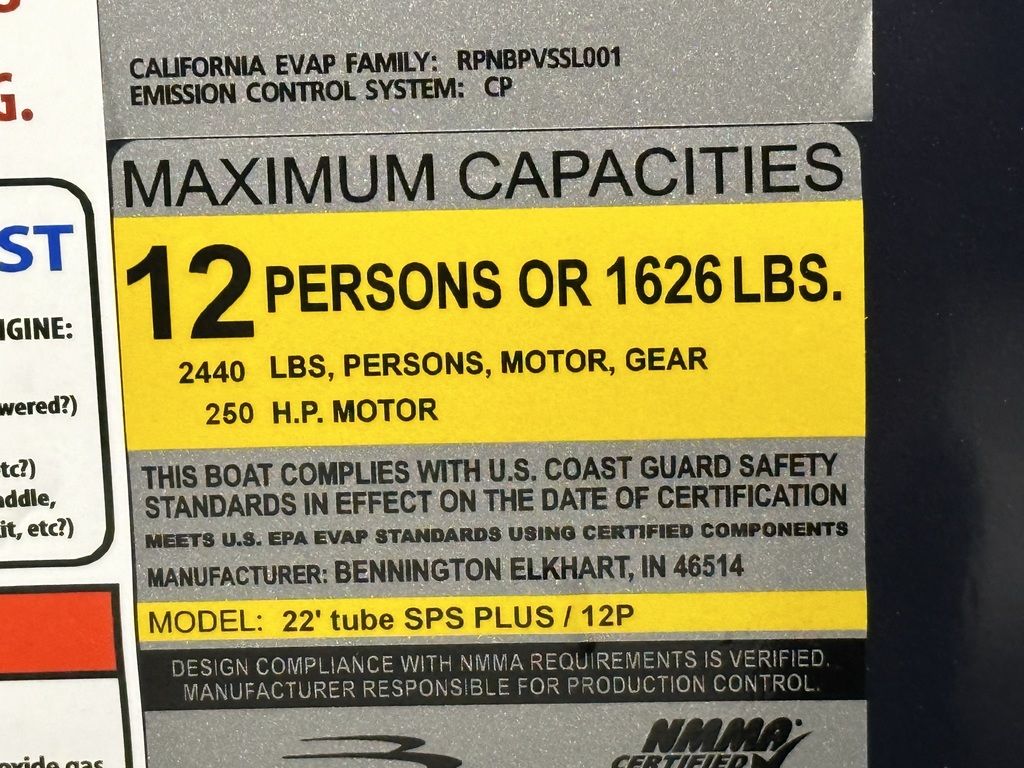 G.
CALIFORNIA EVAP FAMILY: RPNBPVSSL001
EMISSION CONTROL SYSTEM: CP
MAXIMUM CAPACITIES
12 PERSONS OR 1626 LBS.
2440 LBS, PERSONS, MOTOR, GEAR
250 H.P. MOTOR
THIS BOAT COMPLIES WITH U.S. COAST GUARD SAFETY
STANDARDS IN EFFECT ON THE DATE OF CERTIFICATION
MEETS U.S. EPA EVAP STANDARDS USING CERTIFIED COMPONENTS
MANUFACTURER: BENNINGTON ELKHART, IN 46514
MODEL: 22' tube SPS PLUS / 12P
DESIGN COMPLIANCE WITH NMMA REQUIREMENTS IS VERIFIED.
MANUFACTURER RESPONSIBLE FOR PRODUCTION CONTROL.
NMMA
CERTIFIED
ST
NGINE:
wered?)
tc?)
addle,
it, etc?)
oxide gas